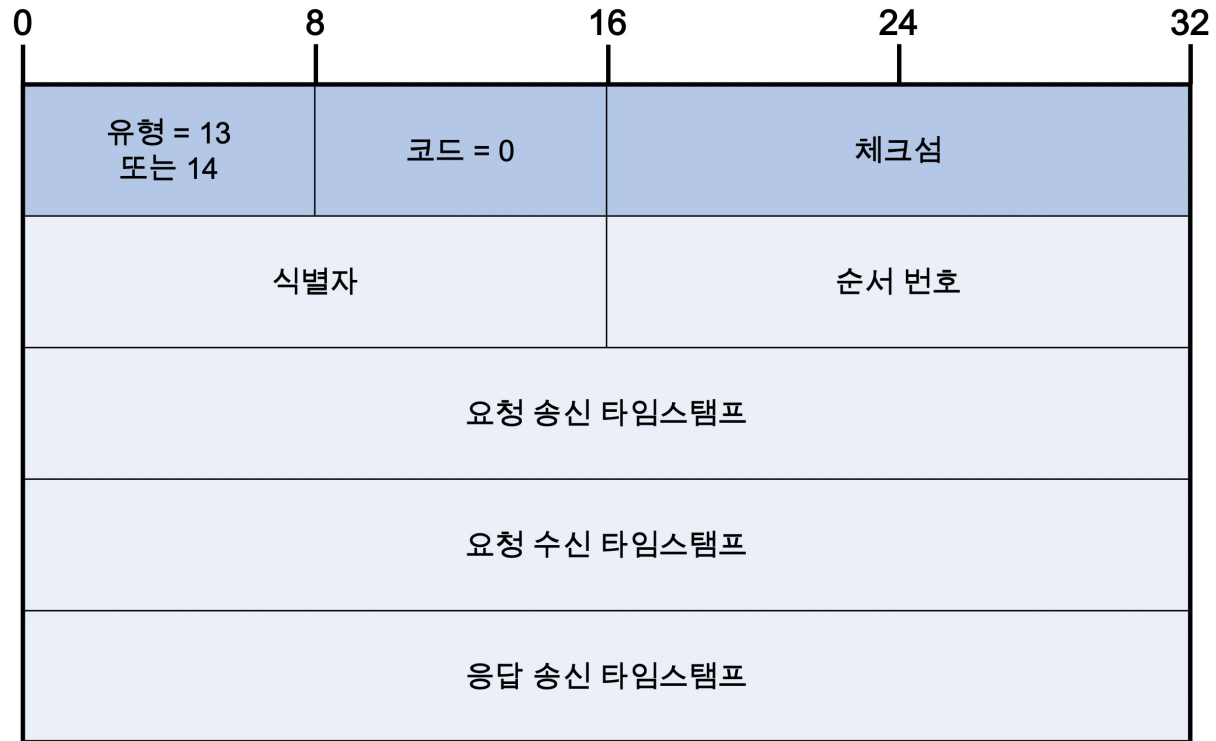 0 8 16 24 32
유형 = 13
또는 14
코드 = 0
체크섬
식별자
순서 번호
요청 송신 타임스탬프
요청 수신 타임스탬프
응답 송신 타임스탬프